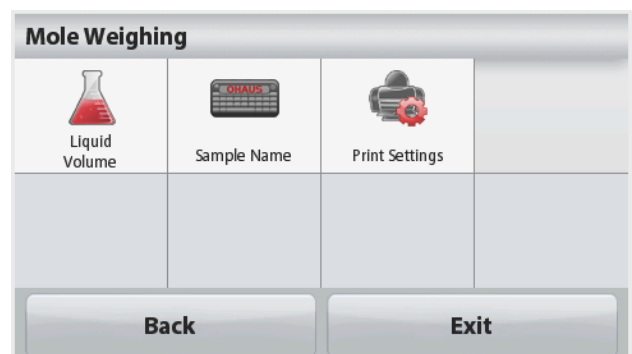 Mole Weighing
OHAUS
Liquid
Volume
Sample Name
Print Settings
Back
Exit